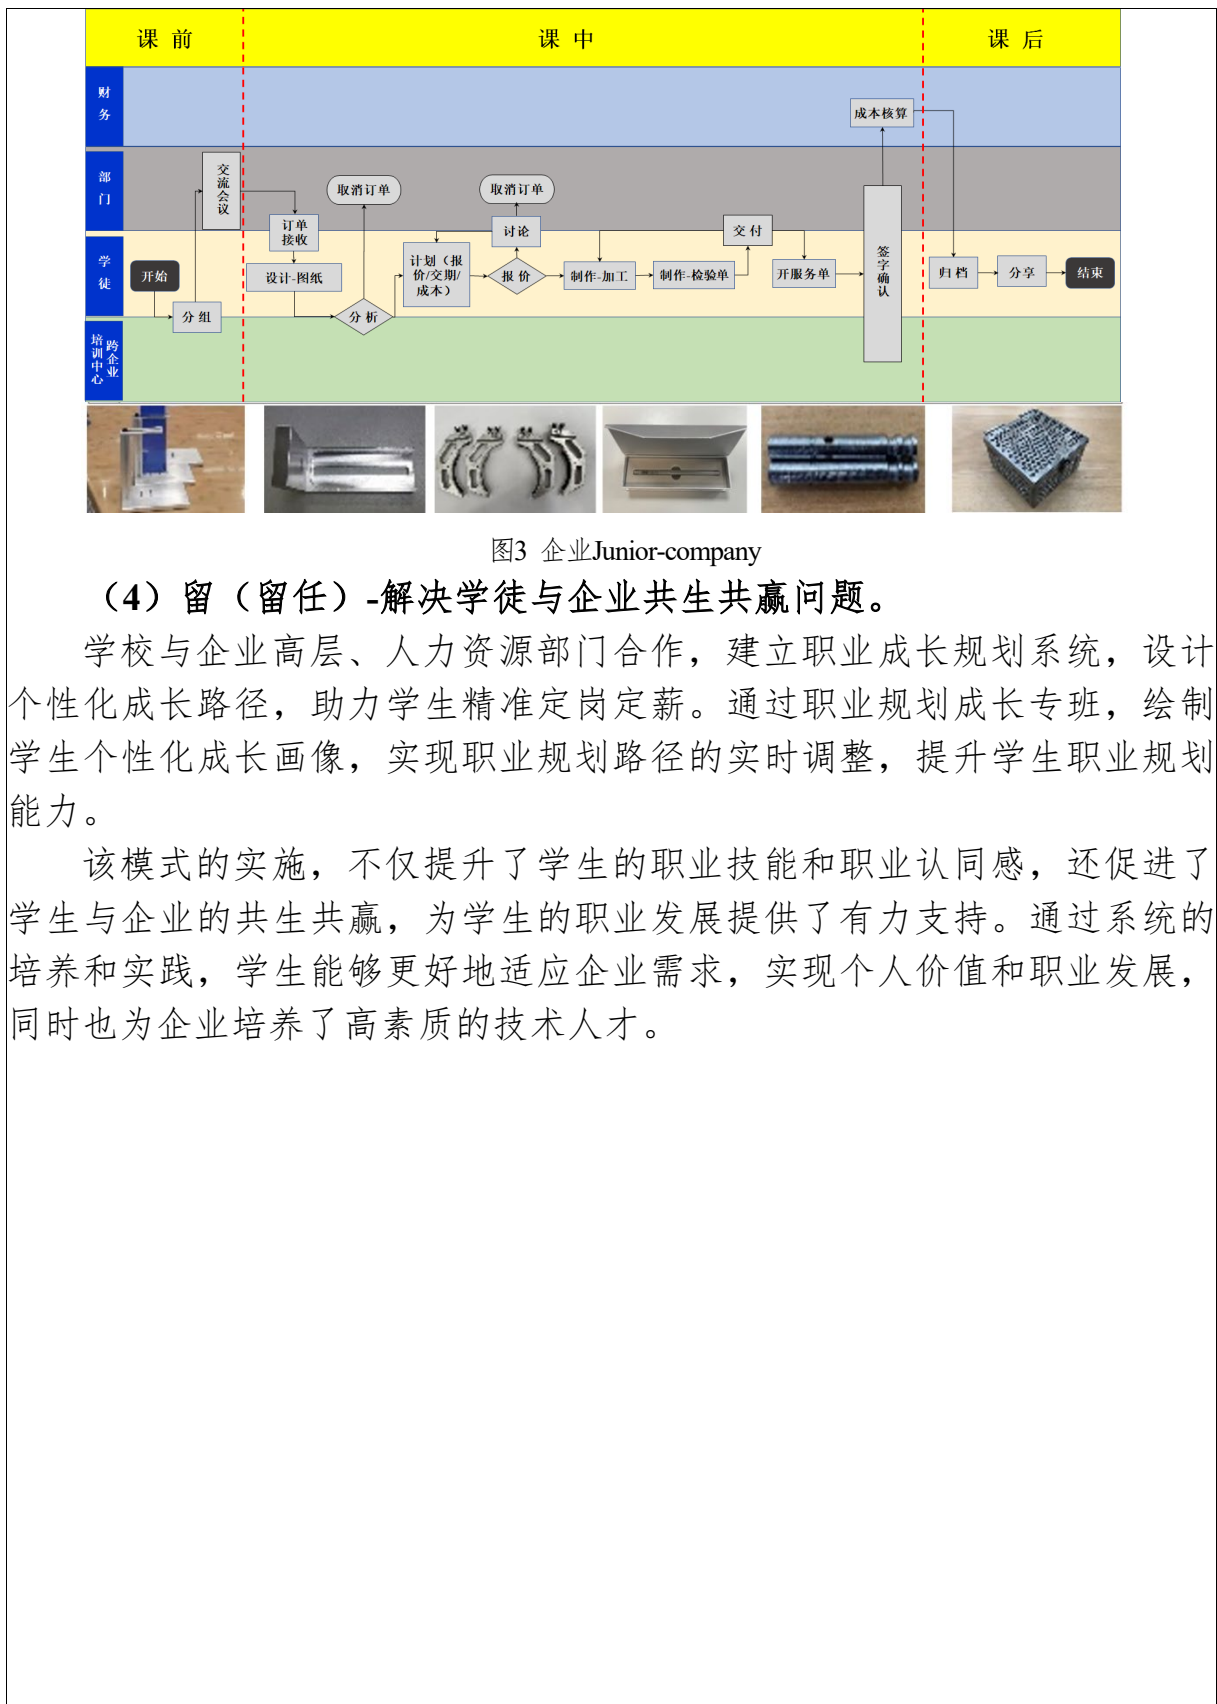 课前 课中 课后
财务
成本核算
部门
交流会议
取消订单
取消订单
订单接收
讨论
交付
签字确认
学徒
开始
设计-图纸
计划（报价/交期/成本）
报价
制作-加工
制作-检验单
开服务单
归档
分享
结束
分组
分析
跨企业培训中心
图3 企业Junior-company
（4）留（留任）-解决学徒与企业共生共赢问题。
学校与企业高层、人力资源部门合作，建立职业成长规划系统，设计
个性化成长路径，助力学生精准定岗定薪。通过职业规划成长专班，绘制
学生个性化成长画像，实现职业规划路径的实时调整，提升学生职业规划
能力。
该模式的实施，不仅提升了学生的职业技能和职业认同感，还促进了
学生与企业的共生共赢，为学生的职业发展提供了有力支持。通过系统的
培养和实践，学生能够更好地适应企业需求，实现个人价值和职业发展，
同时也为企业培养了高素质的技术人才。